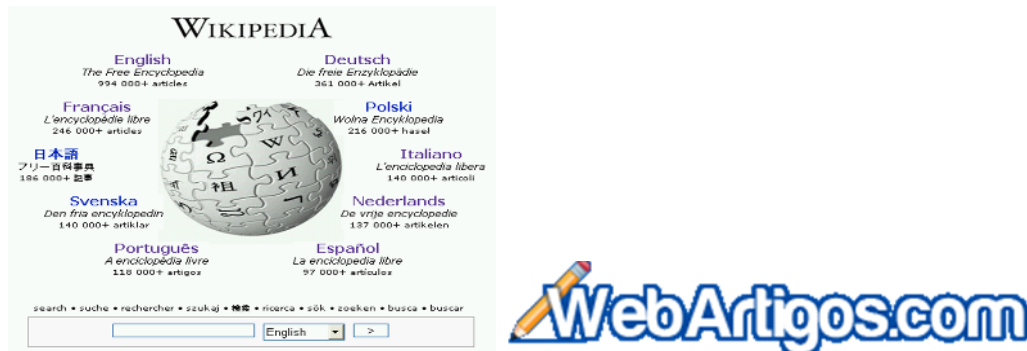 WIKIPEDIA
English
The Free Encyclopedia
994 000+ articles
Deutsch
Die freie Enzyklopädie
361 000+ Artikel
Français
L'encyclopédie libre
246 000+ articles
Polski
Wolna Encyklopedia
216 000+ haseł
日本語
フリー百科事典
186 000+ 記事
Italiano
L'enciclopedia libera
140 000+ articoli
Svenska
Den fria encyklopedin
140 000+ artiklar
Nederlands
De vrije encyclopedie
137 000+ artikelen
Português
A enciclopédia livre
118 000+ artigos
Español
La enciclopedia libre
97 000+ artículos
Ω
W
И
祖
search • suche • rechercher • szukaj • 検索 • ricerca • sök • zoeken • busca • buscar
English
>
WebArtigos.com